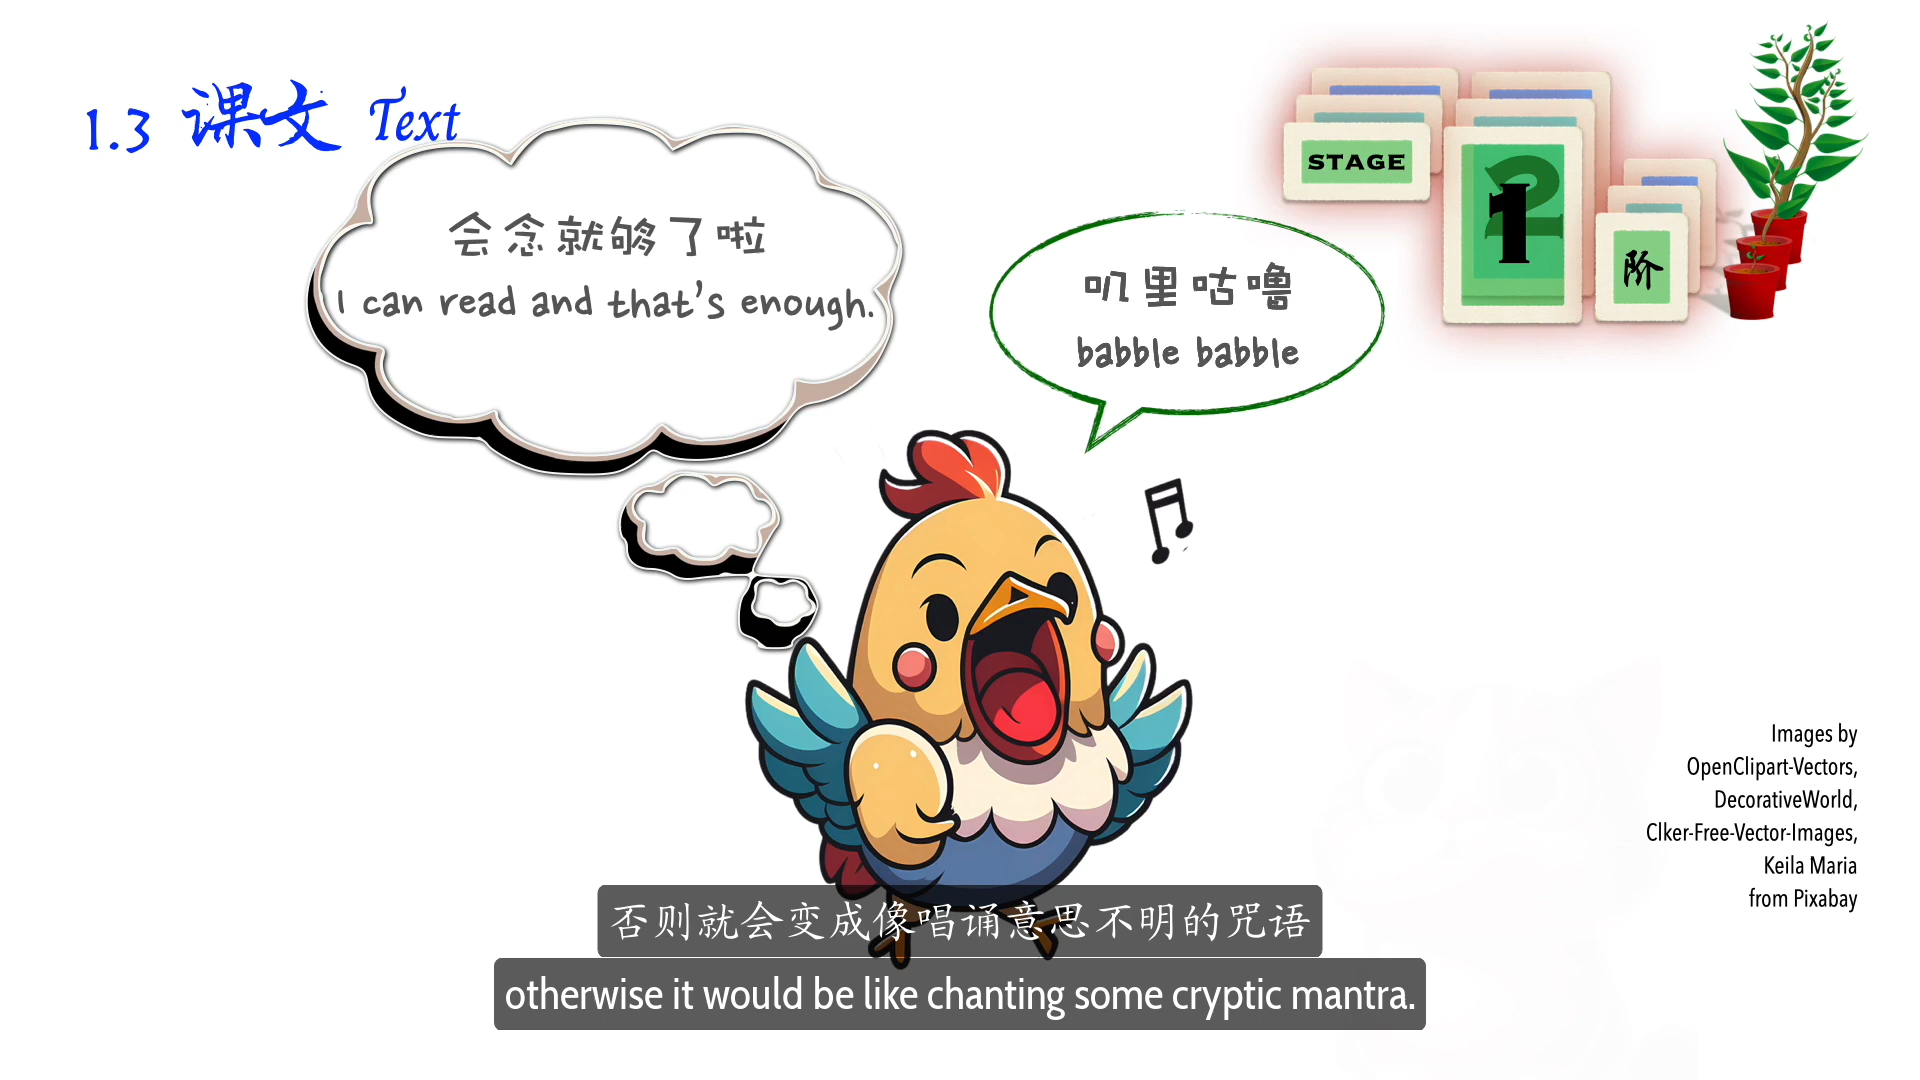 1.3 课文 Text
会念就够了啦
I can read and that's enough.
叽里咕噜
babble babble
STAGE
1
2
阶
Images by
OpenClipart-Vectors,
DecorativeWorld,
Clker-Free-Vector-Images,
Keila Maria
from Pixabay
否则就会变成像唱诵意思不明的咒语
otherwise it would be like chanting some cryptic mantra.